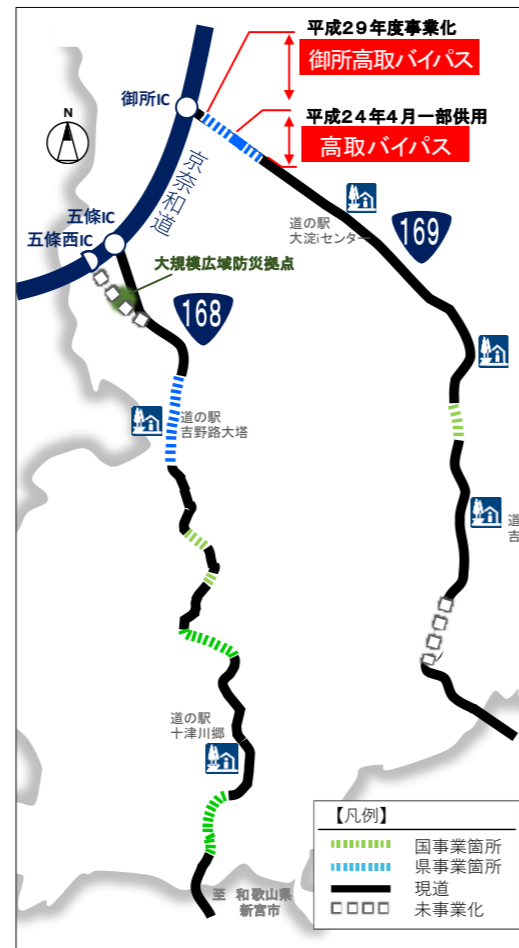 平成29年度事業化
御所高取バイパス
御所IC
平成24年4月一部供用
高取バイパス
N
京奈和道
道の駅
大淀iセンター
169
五條IC
五條西IC
大規模広域防災拠点
168
道の駅
吉野路大塔
道
吉
道の駅
十津川郷
【凡例】
国事業箇所
県事業箇所
現道
未事業化
至 和歌山県
新宮市